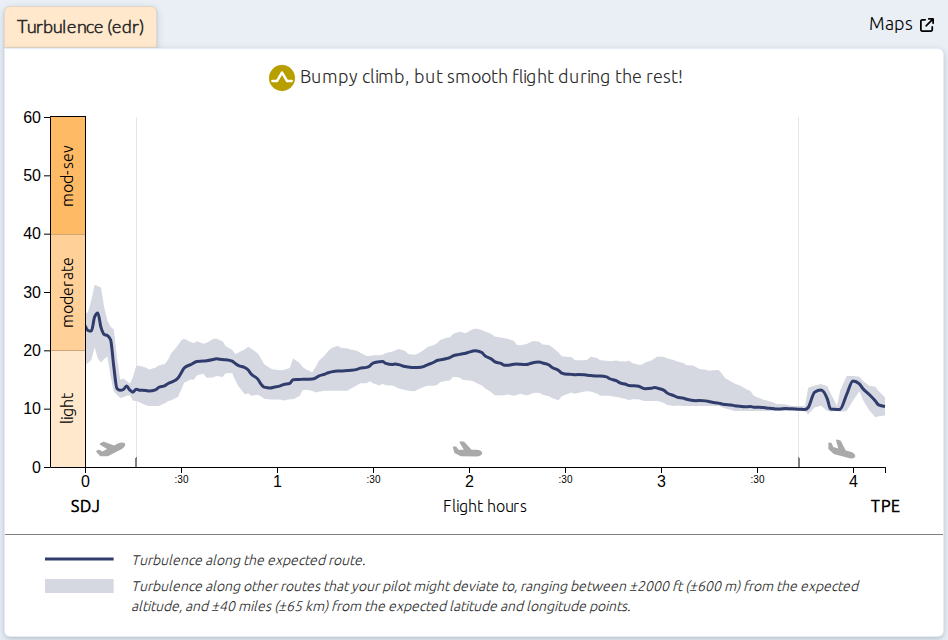 Turbulence (edr)
Maps
Bumpy climb, but smooth flight during the rest!
60
50
40
30
20
10
0
mod-sev
moderate
light
0 :30 1 :30 2 :30 3 :30 4
SDJ Flight hours TPE
Turbulence along the expected route.
Turbulence along other routes that your pilot might deviate to, ranging between ±2000 ft (±600 m) from the expected
altitude, and ±40 miles (±65 km) from the expected latitude and longitude points.